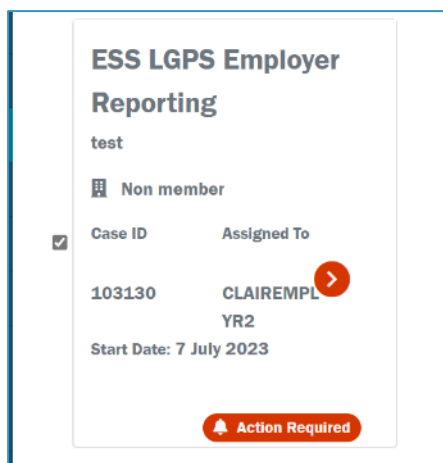 ESS LGPS Employer
Reporting
test
Non member
Case ID Assigned To
103130 CLAIREMPL
YR2
Start Date: 7 July 2023
Action Required